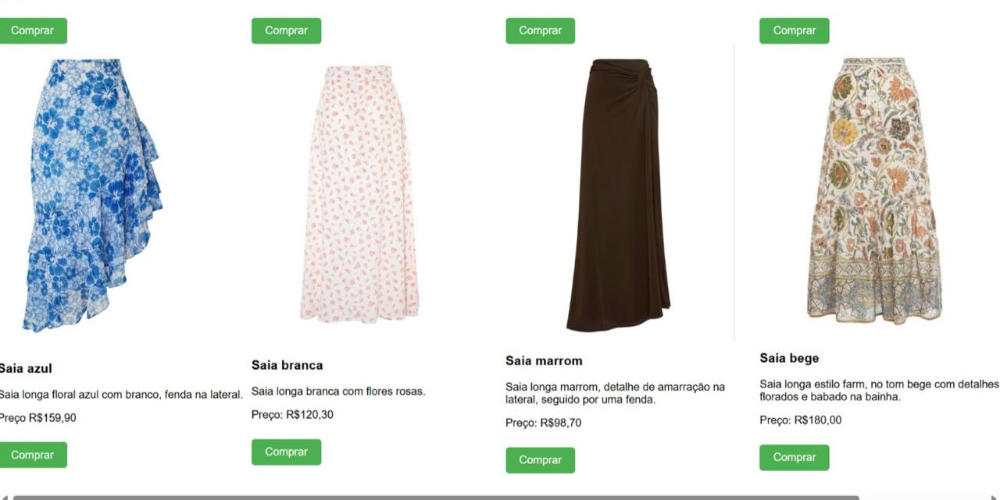 Comprar
Comprar
Comprar
Comprar
Saia azul
Saia longa floral azul com branco, fenda na lateral.
Preço R$159,90
Comprar
Saia branca
Saia longa branca com flores rosas.
Preço: R$120,30
Comprar
Saia marrom
Saia longa marrom, detalhe de amarração na
lateral, seguido por uma fenda.
Preço: R$98,70
Comprar
Saia bege
Saia longa estilo farm, no tom bege com detalhes
florados e babado na bainha.
Preço: R$180,00
Comprar